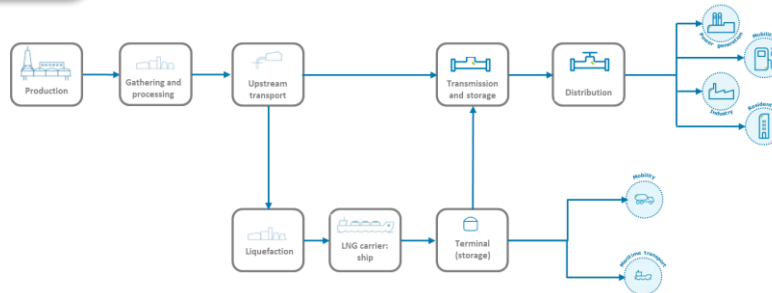 Production
Gathering and
processing
Upstream
transport
Transmission
and storage
Distribution
Power generation
Mobility
Industry
Liquefaction
LNG carrier:
ship
Terminal
(storage)
Mobility
Maritime transport